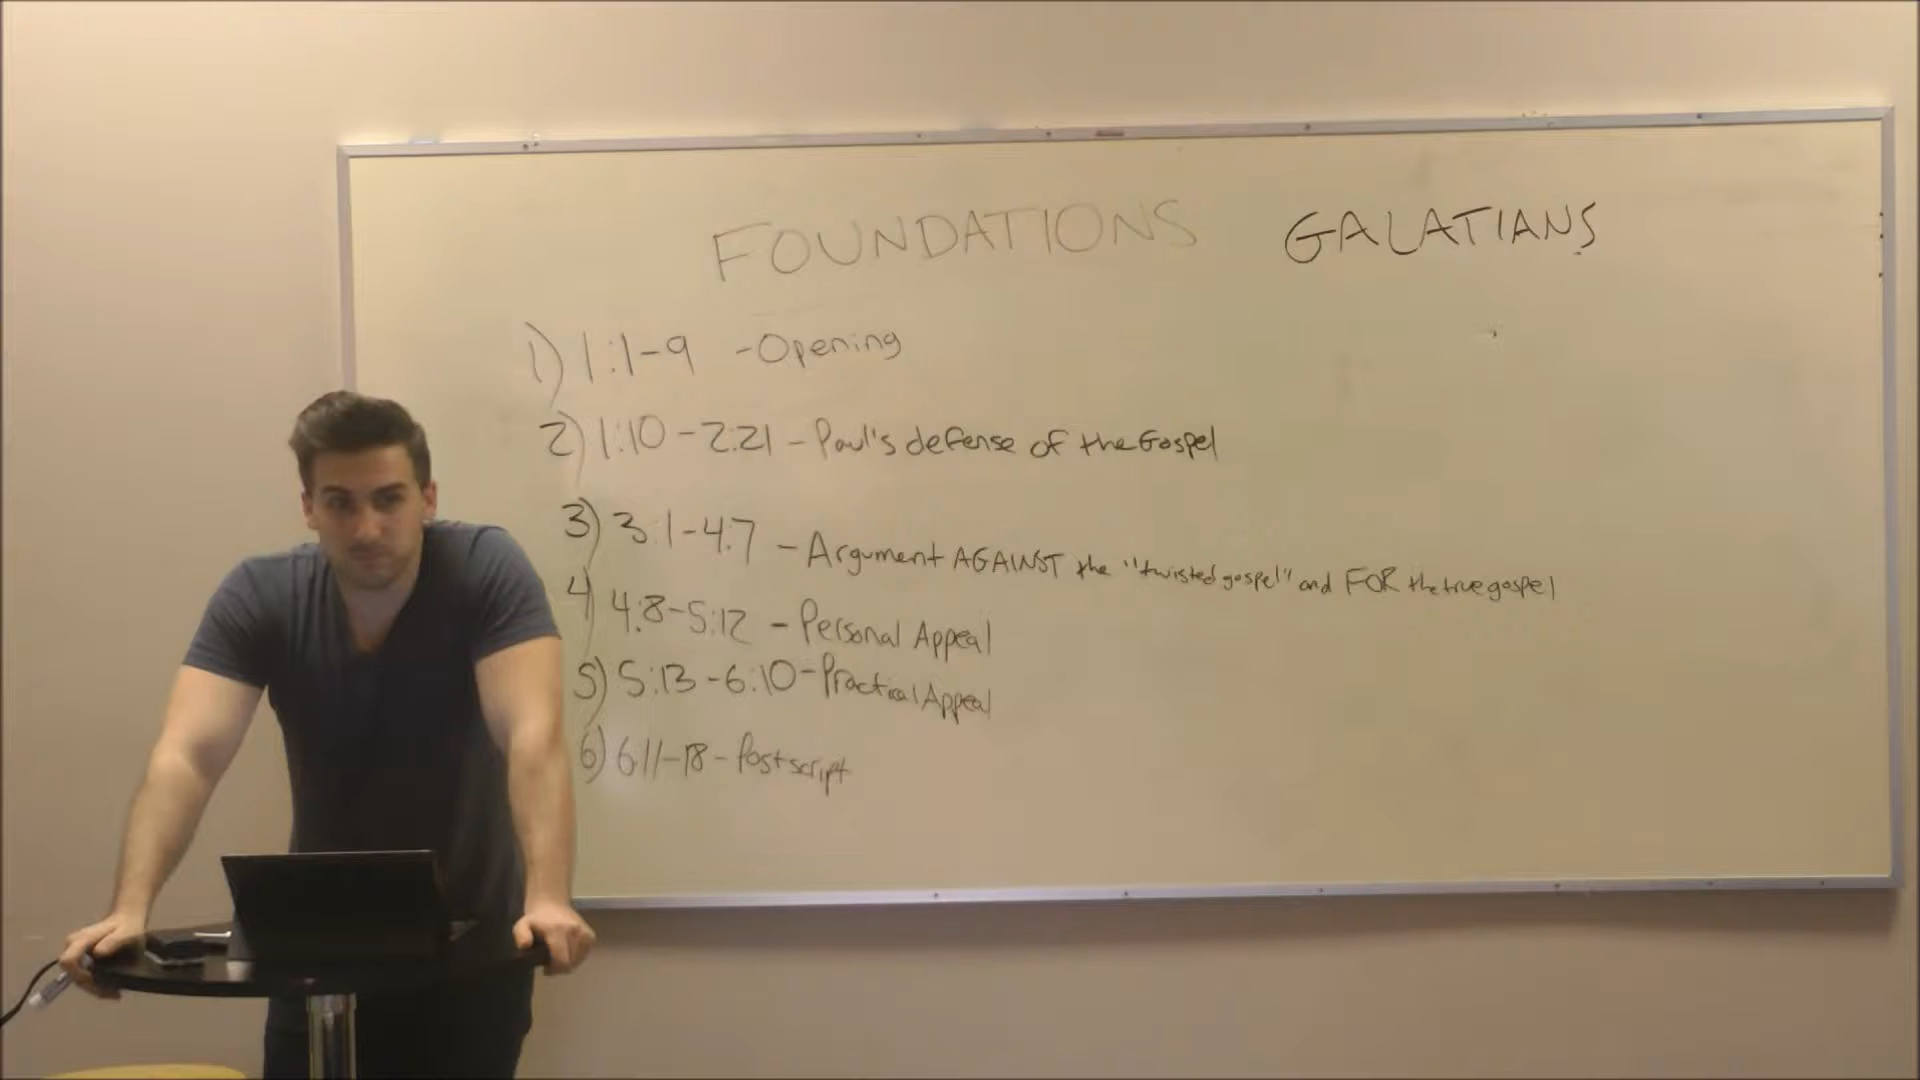 FOUNDATIONS GALATIANS
1) 1:1-9 -Opening
2) 1:10-2:21 - Paul's defense of the Gospel
3) 3:1-4:7 - Argument AGAINST the "twisted gospel" and FOR the true gospel
4) 4:8-5:12 - Personal Appeal
5) 5:13-6:10-Practical Appeal
6) 6:11-18 - Postscript